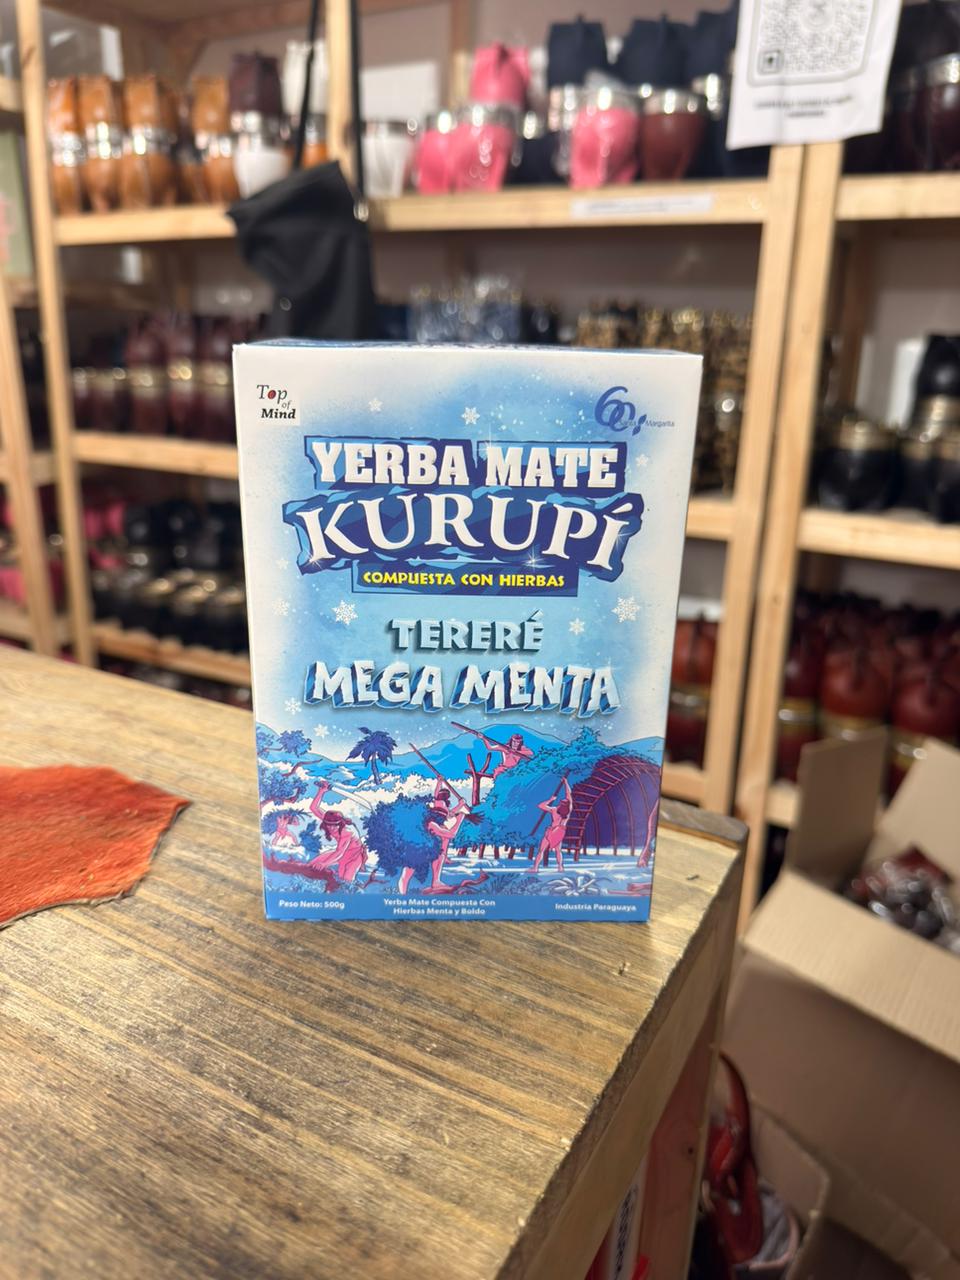 Top
of
Mind
60
Santa Margarita
YERBA MATE
KURUPÍ
COMPUESTA CON HIERBAS
TERERÉ
MEGA MENTA
Peso Neto: 500g
Yerba Mate Compuesta Con
Hierbas Menta y Boldo
Industria Paraguaya